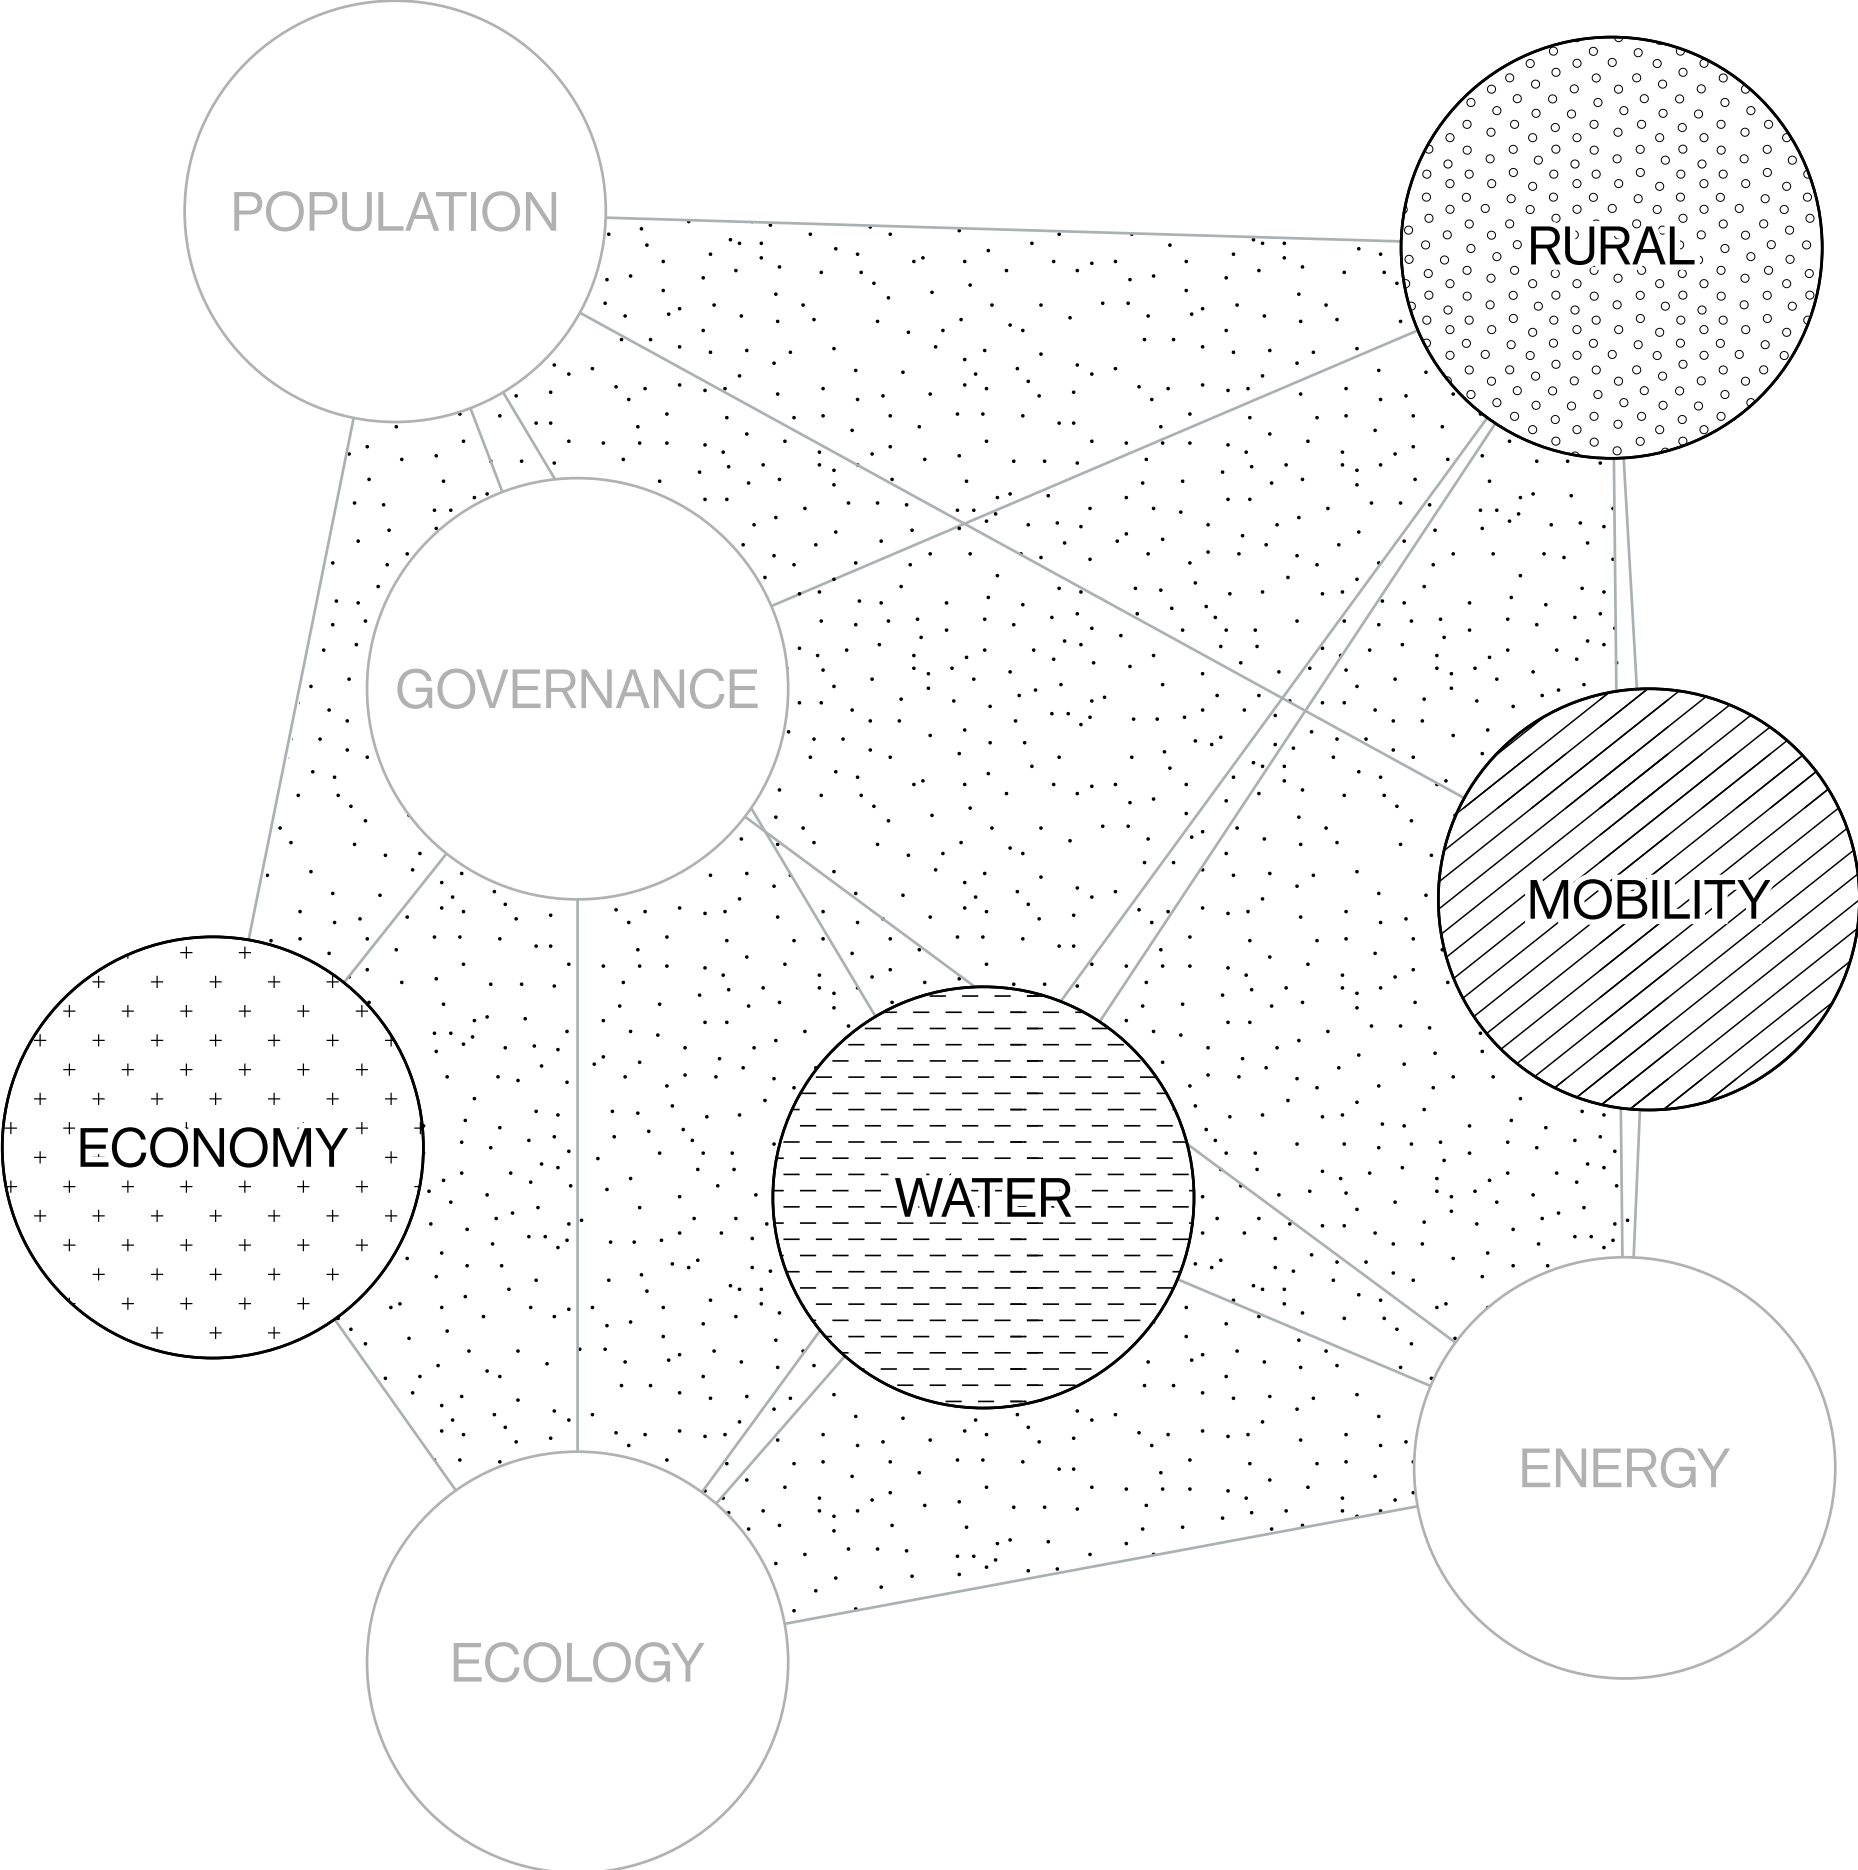 POPULATION
RURAL
GOVERNANCE
MOBILITY
ECONOMY
WATER
ENERGY
ECOLOGY